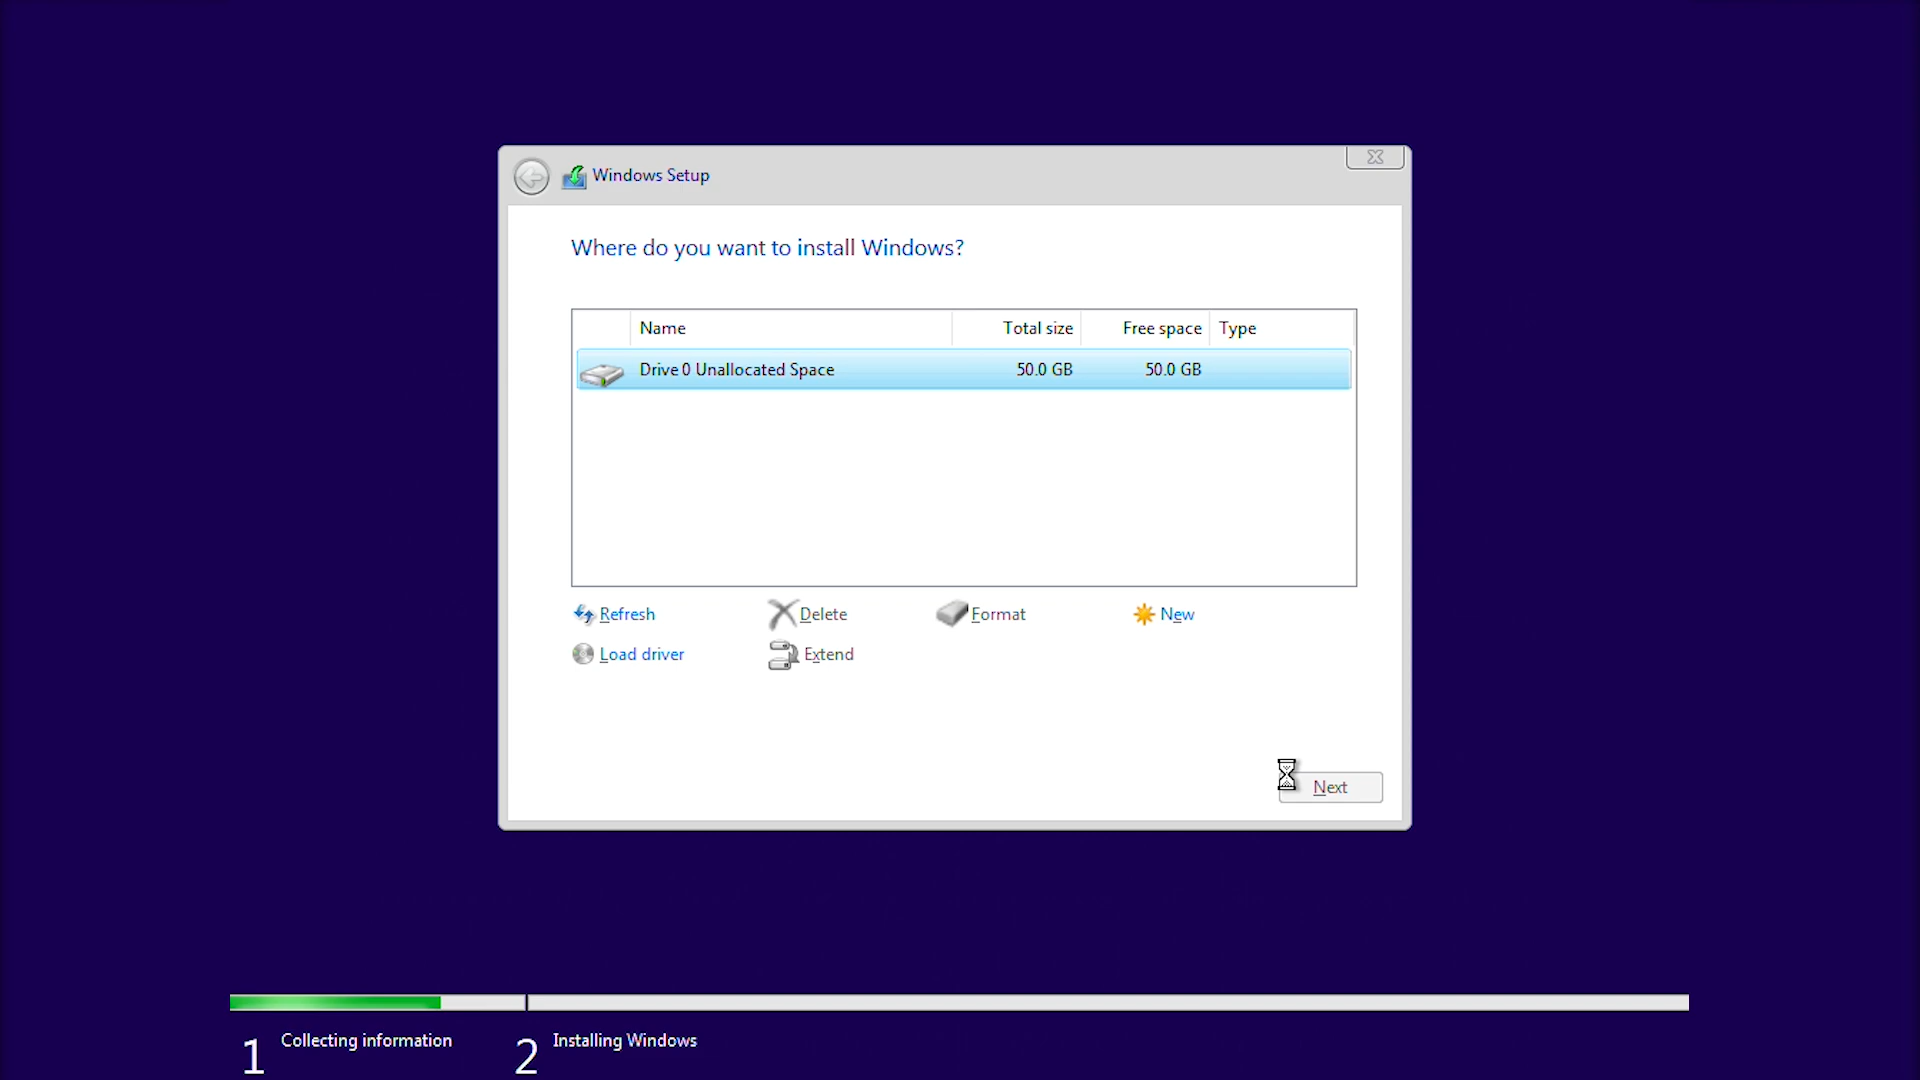 Windows Setup
Where do you want to install Windows?
Name Total size Free space Type
Drive 0 Unallocated Space 50.0 GB 50.0 GB
Refresh Delete Format New
Load driver Extend
Next
1 Collecting information 2 Installing Windows